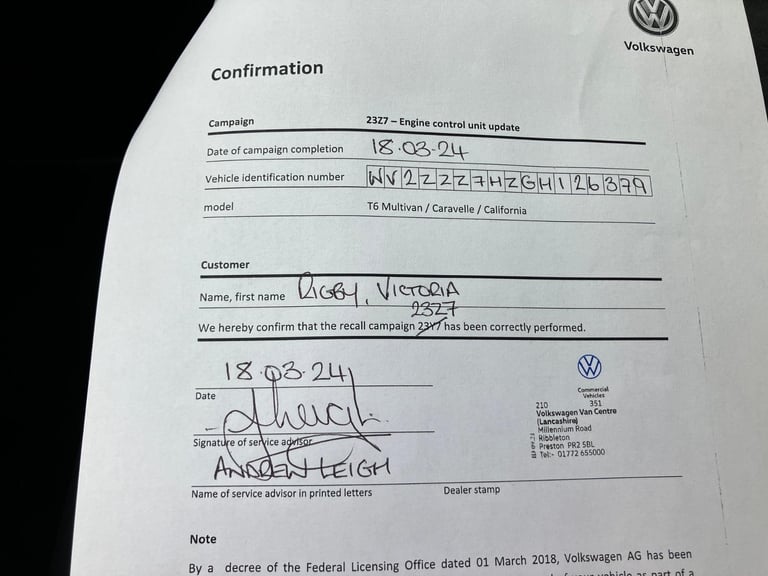 Volkswagen
Confirmation
Campaign 23Z7 – Engine control unit update
Date of campaign completion 18.03.24
Vehicle identification number WV2ZZZ7HZGH126379
model T6 Multivan / Caravelle / California
Customer
Name, first name RIGBY, VICTORIA
23Z7
We hereby confirm that the recall campaign 23Y7 has been correctly performed.
18.03.24
Date
Signature of service advisor
ANDREW LEIGH
Name of service advisor in printed letters
Commercial
Vehicles
210 351
Volkswagen Van Centre
(Lancashire)
Millennium Road
Ribbleton
Preston PR2 5BL
Tel:- 01772 655000
Dealer stamp
Note
By a decree of the Federal Licensing Office dated 01 March 2018, Volkswagen AG has been
vehicle as part of a